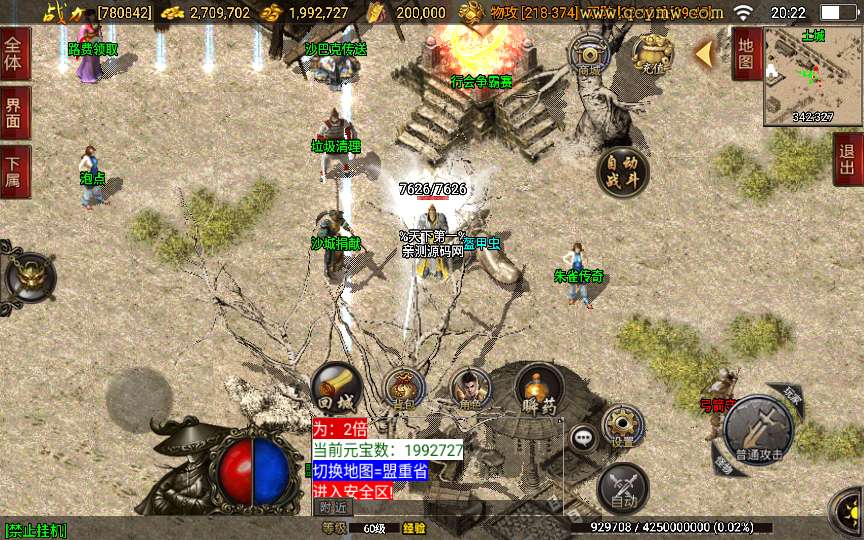 战力 [780842] 2,709,702 1,992,727 200,000 物攻 [218-374]
www.qcymw.com
20:22
全体
界面
下属
路费领取
沙巴克传送
行会争霸赛
商城
充值
地图
土城
342:327
垃圾清理
自动战斗
退出
泡点
7626/7626
%天下第一%
亲测源码网
盔甲虫
沙城捐献
朱雀传奇
回城
背包
角色
弓箭
玩家
普通攻击
怪物
设置
自动
为：2倍
当前元宝数：1992727
切换地图=盟重省
进入安全区!
附近
[禁止挂机]
等级 60级 经验 929708 / 4250000000 (0.02%)